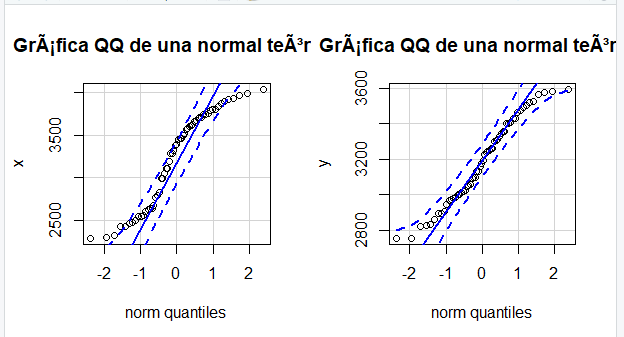 GrÃ¡fica QQ de una normal teÃ³r
GrÃ¡fica QQ de una normal teÃ³r
x
3500
2500
-2 -1 0 1 2
norm quantiles
y
3600
3200
2800
-2 -1 0 1 2
norm quantiles